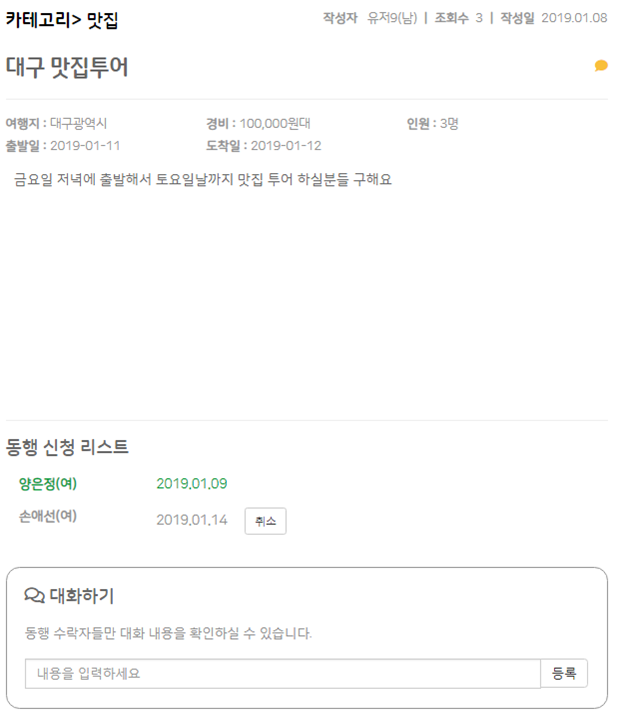 카테고리> 맛집
작성자 유저9(남) | 조회수 3 | 작성일 2019.01.08
대구 맛집투어
여행지 : 대구광역시 경비 : 100,000원대 인원 : 3명
출발일 : 2019-01-11 도착일 : 2019-01-12
금요일 저녁에 출발해서 토요일날까지 맛집 투어 하실분들 구해요
동행 신청 리스트
양은정(여) 2019.01.09
손애선(여) 2019.01.14 취소
대화하기
동행 수락자들만 대화 내용을 확인하실 수 있습니다.
내용을 입력하세요 등록